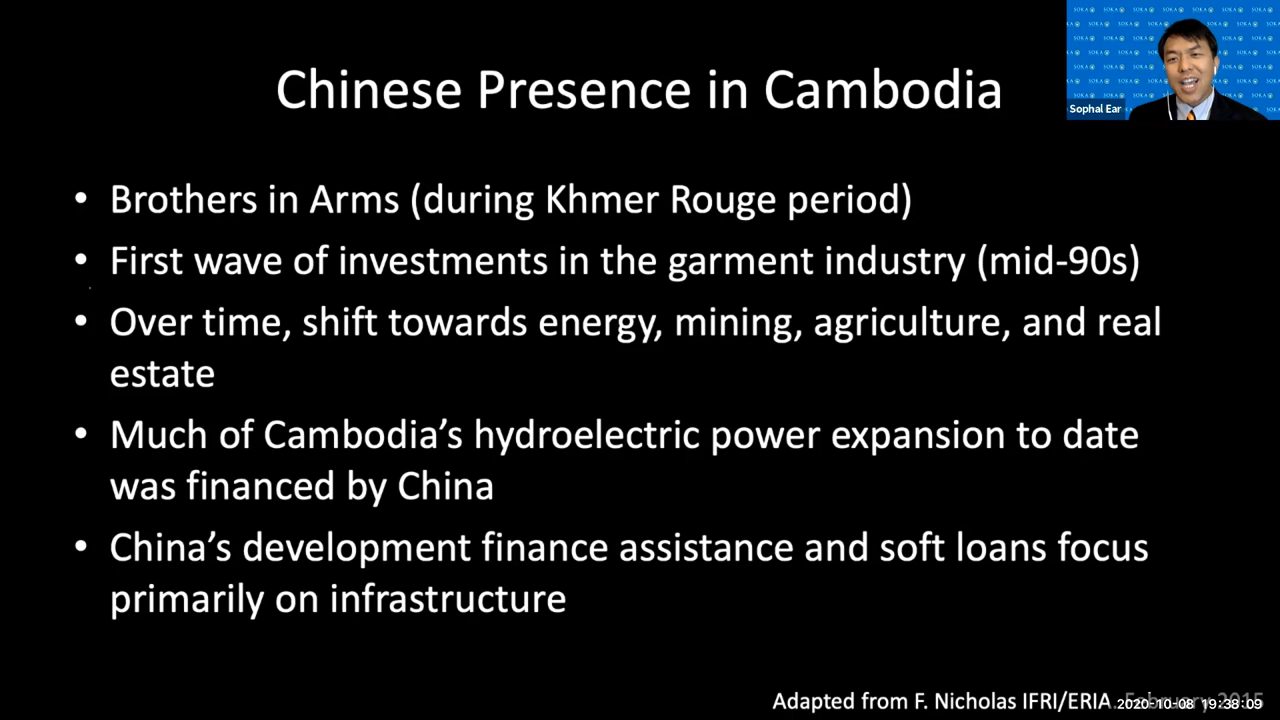 Chinese Presence in Cambodia
SOKA
Sophal Ear
• Brothers in Arms (during Khmer Rouge period)
• First wave of investments in the garment industry (mid-90s)
• Over time, shift towards energy, mining, agriculture, and real
estate
• Much of Cambodia’s hydroelectric power expansion to date
was financed by China
• China’s development finance assistance and soft loans focus
primarily on infrastructure
Adapted from F. Nicholas IFRI/ERIA. February 2015
2020-10-08 19:38:09